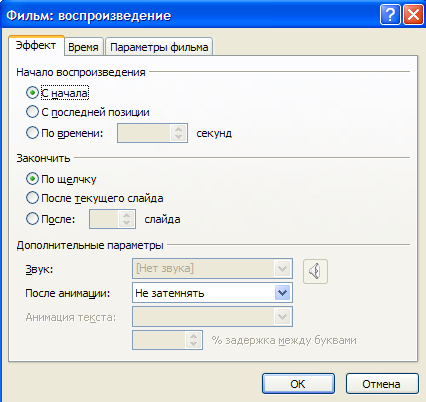 Фильм: воспроизведение
Эффект Время Параметры фильма
Начало воспроизведения
С начала
С последней позиции
По времени: секунд
Закончить
По щелчку
После текущего слайда
После: слайда
Дополнительные параметры
Звук: [Нет звука]
После анимации: Не затемнять
Анимация текста:
% задержка между буквами
ОК Отмена